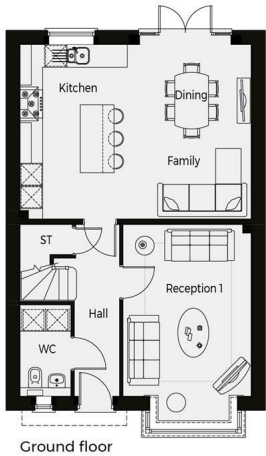 Kitchen
Dining
Family
ST
Reception 1
Hall
WC
Ground floor